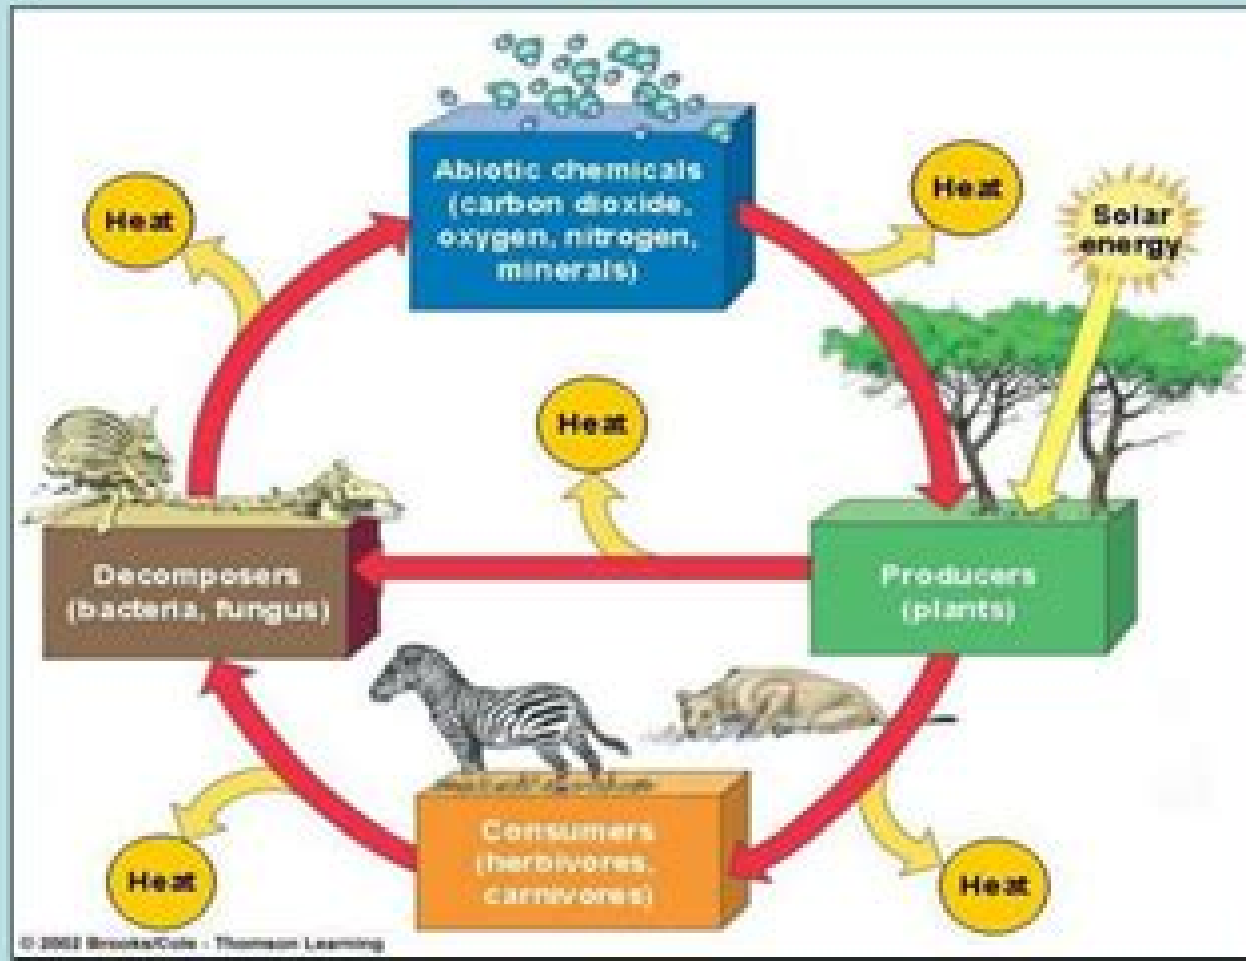 Abiotic chemicals
(carbon dioxide,
oxygen, nitrogen,
minerals)
Heat
Heat
Solar
energy
Heat
Decomposers
(bacteria, fungus)
Producers
(plants)
Consumers
(herbivores,
carnivores)
Heat
Heat
© 2002 Brooks/Cole - Thomson Learning